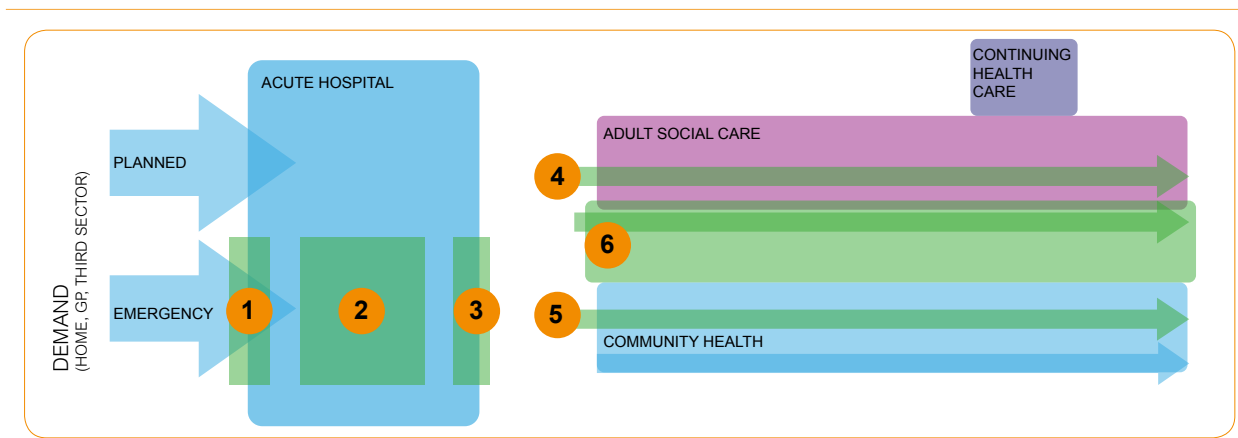 CONTINUING
HEALTH
CARE
ACUTE HOSPITAL
ADULT SOCIAL CARE
PLANNED
4
6
DEMAND
(HOME, GP, THIRD SECTOR)
EMERGENCY
1
2
3
5
COMMUNITY HEALTH